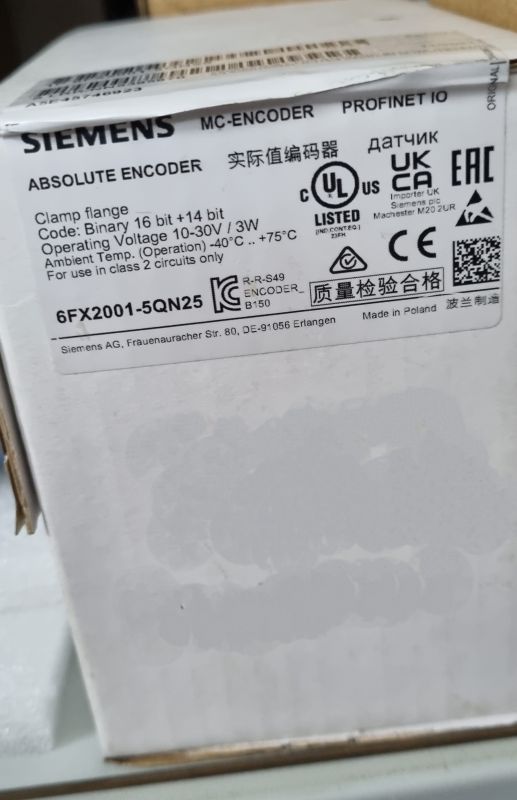 SIEMENS MC-ENCODER PROFINET IO
ORIGINAL
ABSOLUTE ENCODER 实际值编码器 датчик
Clamp flange
Code: Binary 16 bit +14 bit
Operating Voltage 10-30V / 3W
Ambient Temp. (Operation) -40°C .. +75°C
For use in class 2 circuits only
C UL US
LISTED
(IND.CONT.EQ.)
UK
CA
Importer UK
Siemens plc
Machester M20 2UR
EAC
CE
6FX2001-5QN25
R-R-S49
ENCODER_
B150
质量检验合格
Siemens AG, Frauenauracher Str. 80, DE-91056 Erlangen
Made in Poland 波兰制造